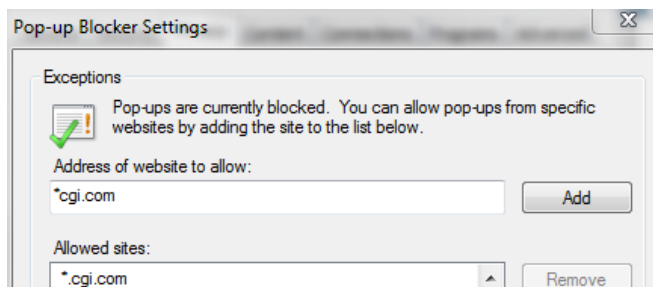 Pop-up Blocker Settings
Exceptions
Pop-ups are currently blocked. You can allow pop-ups from specific
websites by adding the site to the list below.
Address of website to allow:
*cgi.com
Add
Allowed sites:
*.cgi.com
Remove